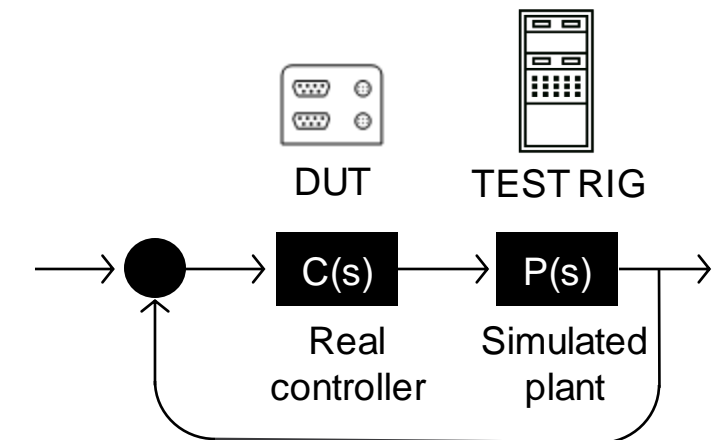 DUT
TEST RIG
C(s)
P(s)
Real
controller
Simulated
plant